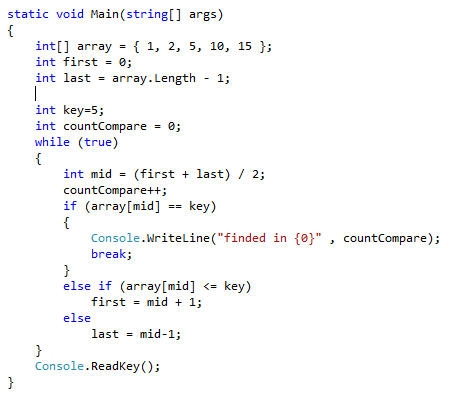 static void Main(string[] args)
{
    int[] array = { 1, 2, 5, 10, 15 };
    int first = 0;
    int last = array.Length - 1;

    int key=5;
    int countCompare = 0;
    while (true)
    {
        int mid = (first + last) / 2;
        countCompare++;
        if (array[mid] == key)
        {
            Console.WriteLine("finded in {0}" , countCompare);
            break;
        }
        else if (array[mid] <= key)
            first = mid + 1;
        else
            last = mid-1;
    }
    Console.ReadKey();
}